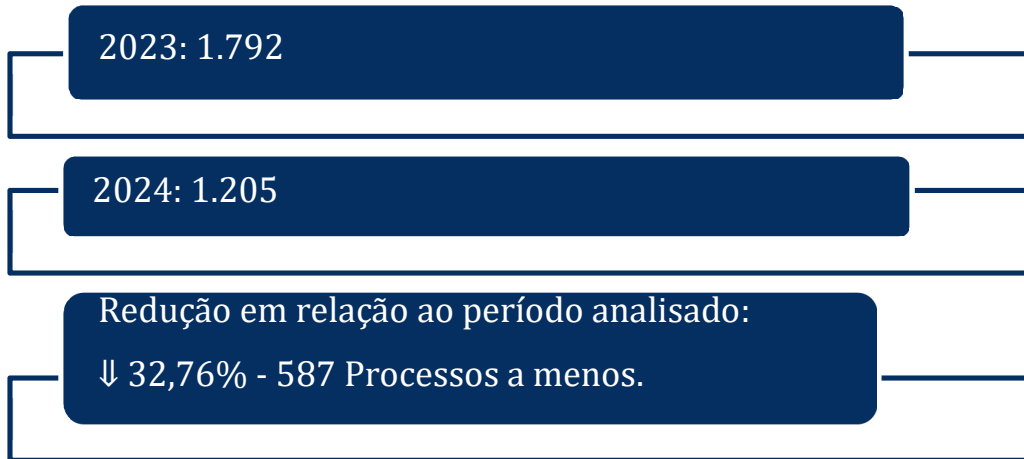 2023: 1.792
2024: 1.205
Redução em relação ao período analisado:
⇓ 32,76% - 587 Processos a menos.